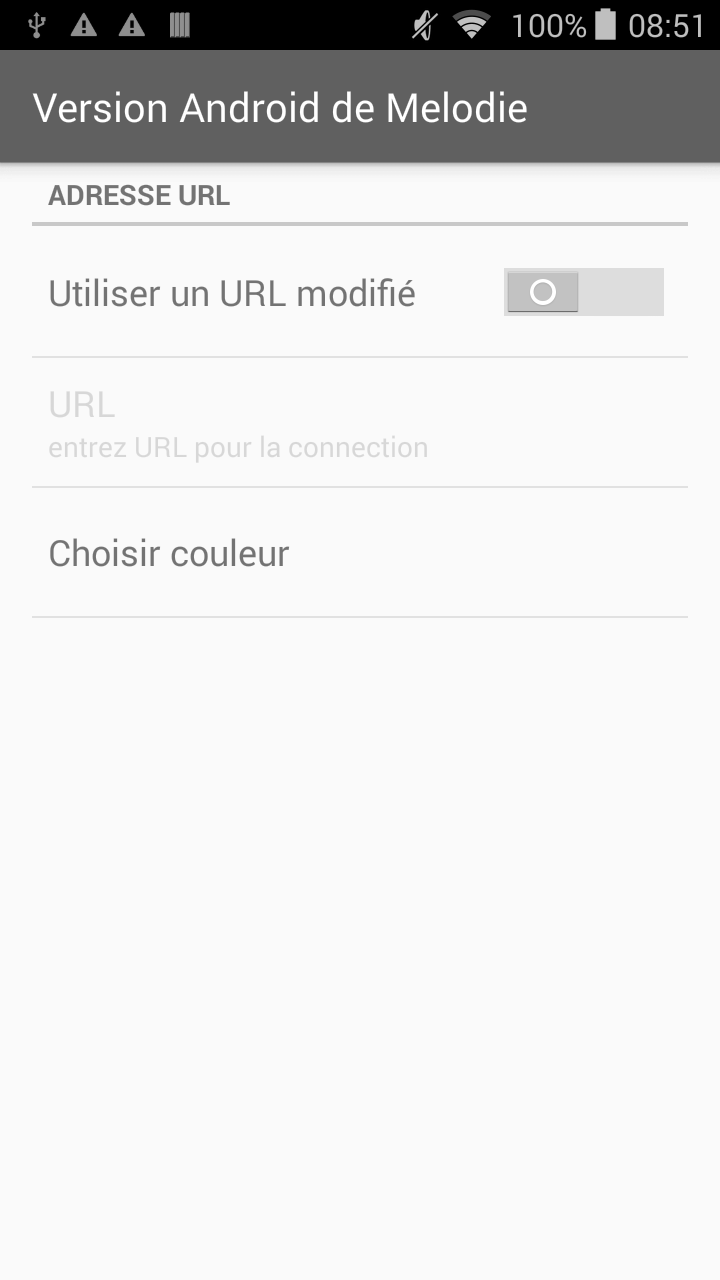 100% 08:51
Version Android de Melodie
ADRESSE URL
Utiliser un URL modifié
URL
entrez URL pour la connection
Choisir couleur